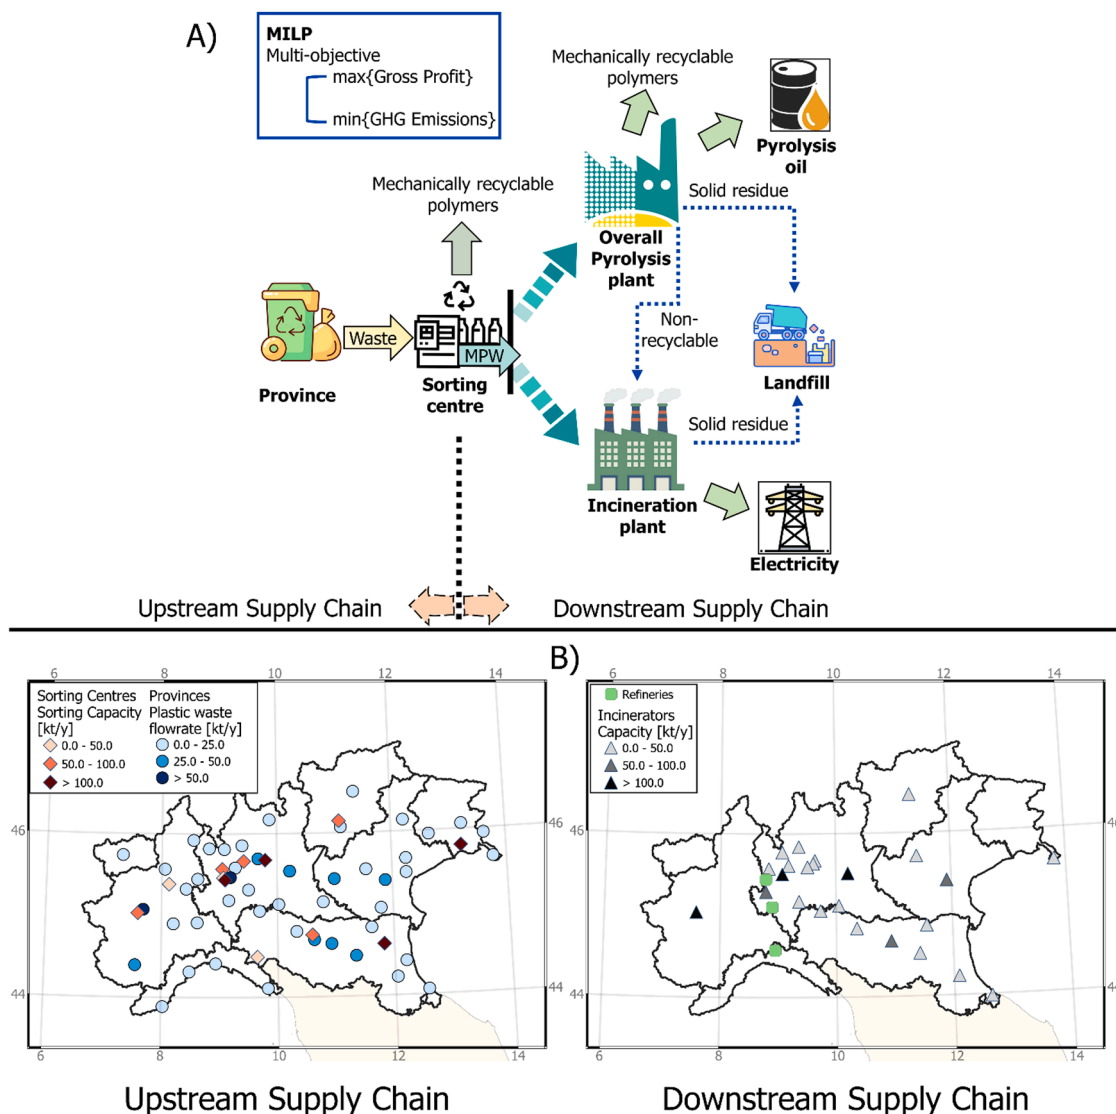 A)
MILP
Multi-objective
max{Gross Profit}
min{GHG Emissions}
Mechanically recyclable
polymers
Pyrolysis
oil
Mechanically recyclable
polymers
Solid residue
Overall
Pyrolysis
plant
Waste
MPW
Non-
recyclable
Province
Sorting
centre
Landfill
Solid residue
Incineration
plant
Electricity
Upstream Supply Chain
Downstream Supply Chain
B)
6 8 10 12 14
Sorting Centres
Sorting Capacity
[kt/y]
0.0 - 50.0
50.0 - 100.0
> 100.0
Provinces
Plastic waste
flowrate [kt/y]
0.0 - 25.0
25.0 - 50.0
> 50.0
46 46
44 44
6 8 10 12 14
Upstream Supply Chain
6 8 10 12 14
Refineries
Incinerators
Capacity [kt/y]
0.0 - 50.0
50.0 - 100.0
> 100.0
46 46
44 44
6 8 10 12 14
Downstream Supply Chain